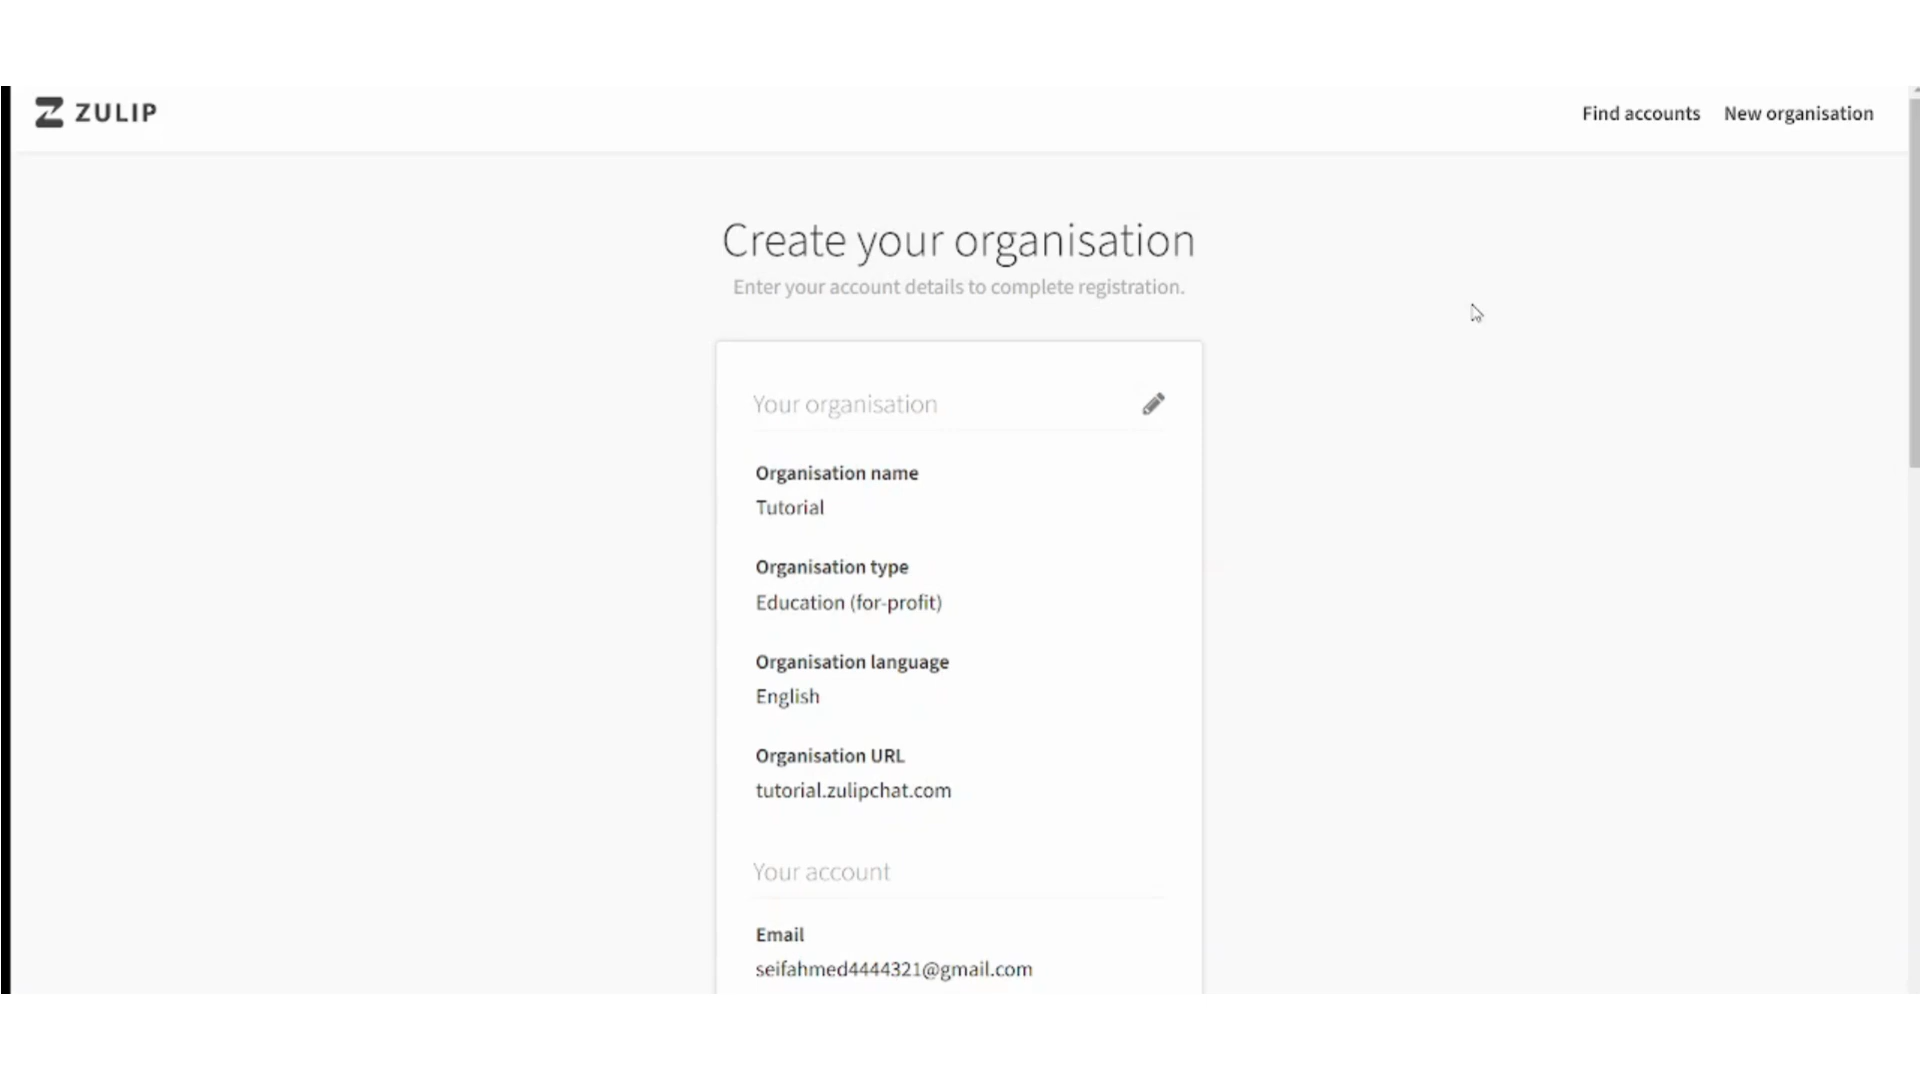 ZULIP
Find accounts New organisation
Create your organisation
Enter your account details to complete registration.
Your organisation
Organisation name
Tutorial
Organisation type
Education (for-profit)
Organisation language
English
Organisation URL
tutorial.zulipchat.com
Your account
Email
seifahmed4444321@gmail.com